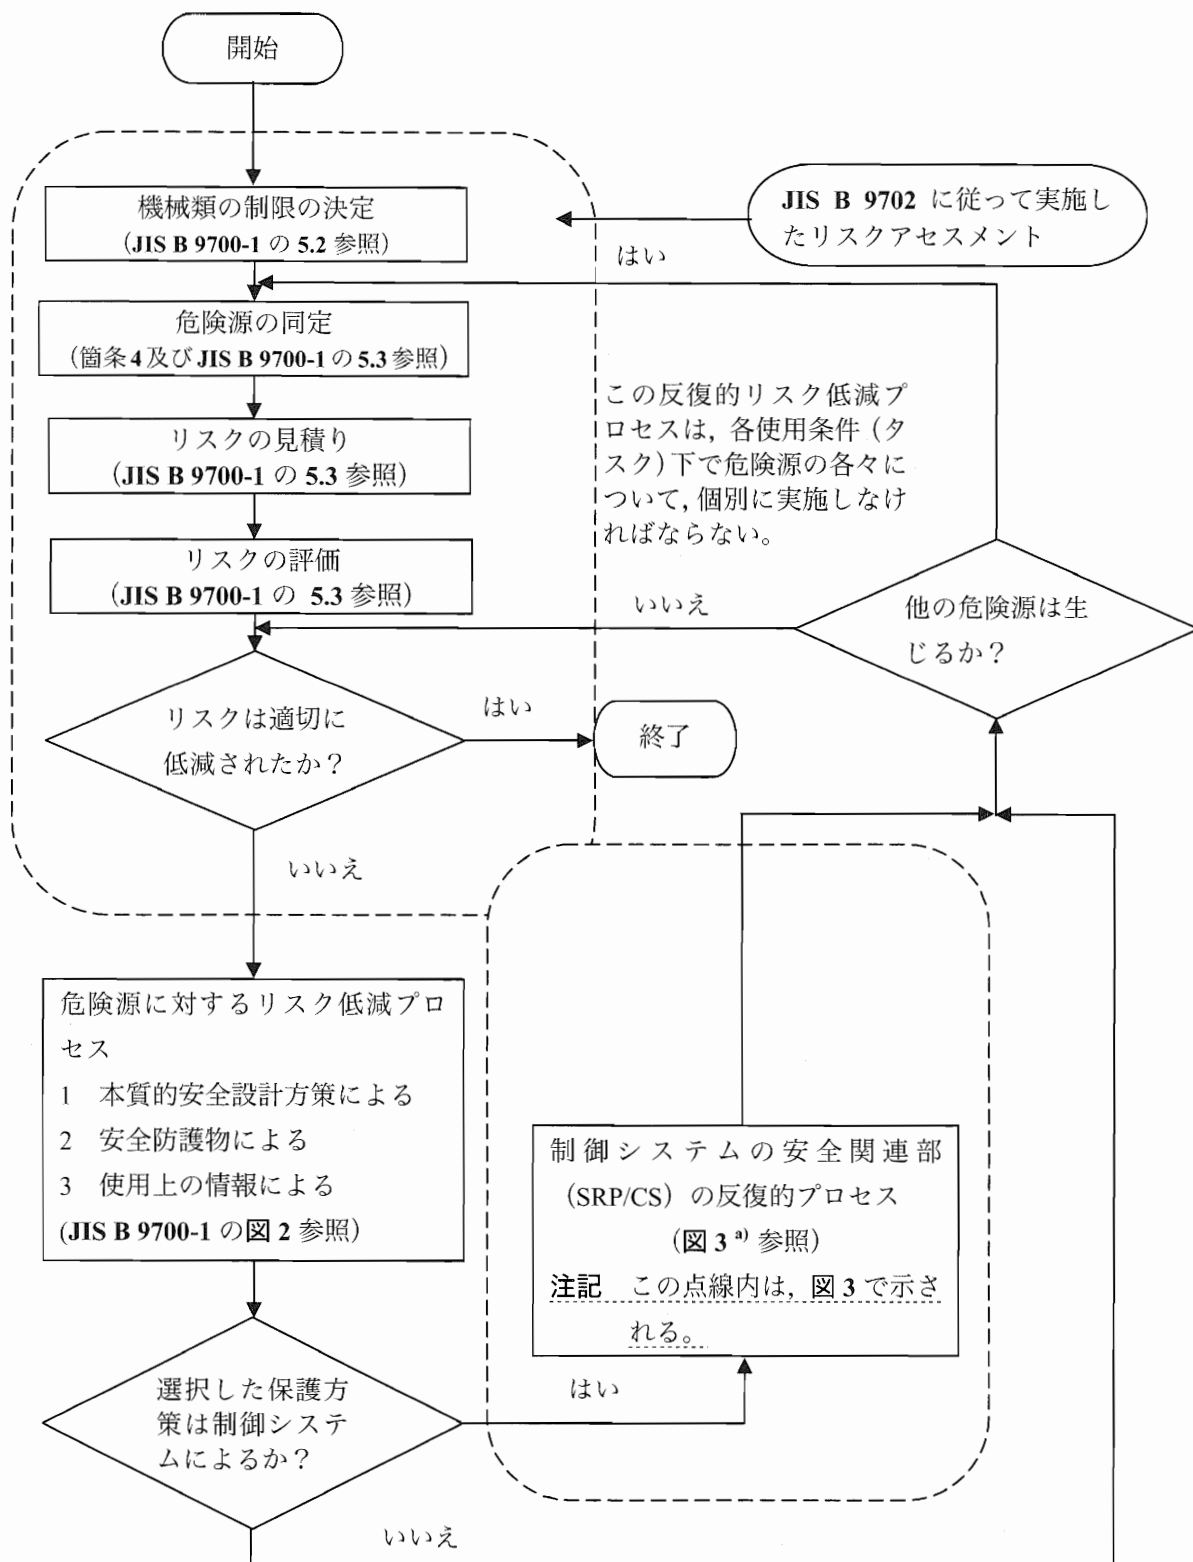 開始
機械類の制限の決定
(JIS B 9700-1 の 5.2 参照)
JIS B 9702 に従って実施し
たリスクアセスメント
はい
危険源の同定
(箇条4及びJIS B 9700-1の5.3参照)
この反復的リスク低減プ
ロセスは,各使用条件(タ
スク)下で危険源の各々に
ついて,個別に実施しなけ
ればならない。
リスクの見積り
(JIS B 9700-1 の 5.3 参照)
リスクの評価
(JIS B 9700-1 の 5.3 参照)
いいえ
他の危険源は生
じるか?
リスクは適切に
低減されたか?
はい
終了
いいえ
危険源に対するリスク低減プロ
セス
1 本質的安全設計方策による
2 安全防護物による
3 使用上の情報による
(JIS B 9700-1 の図2 参照)
制御システムの安全関連部
(SRP/CS)の反復的プロセス
(図3 a) 参照)
注記 この点線内は,図3で示さ
れる。
選択した保護方
策は制御システ
ムによるか?
はい
いいえ